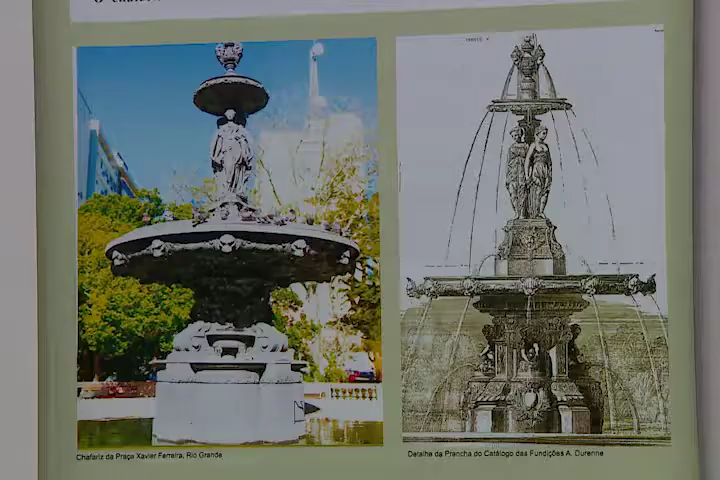 Chafariz da Praça Xavier Ferreira, Rio Grande
Detalhe da Prancha do Catálogo das Fundições A. Durenne